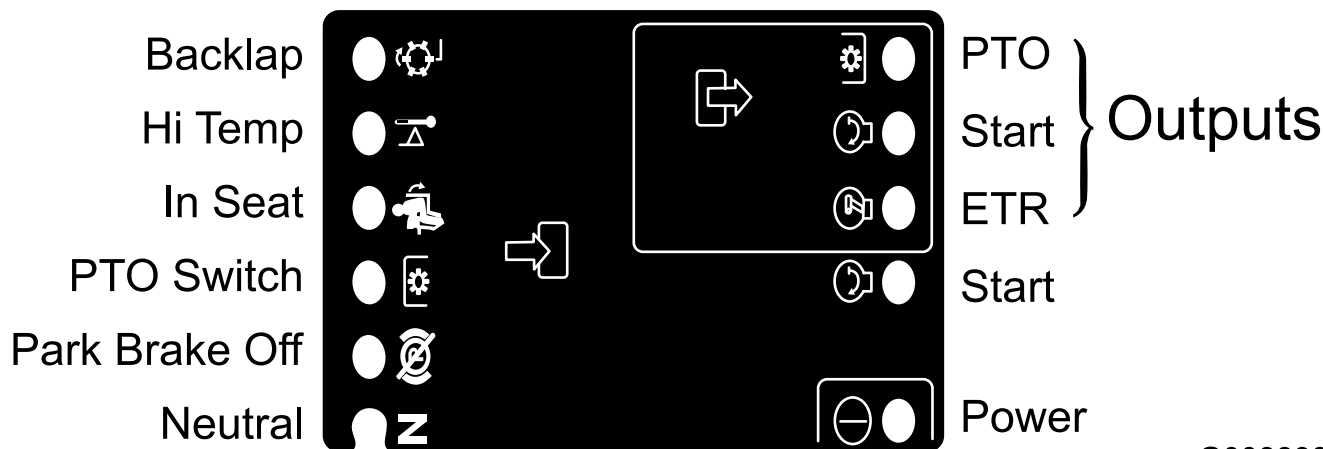 Backlap
Hi Temp
In Seat
PTO Switch
Park Brake Off
Neutral
N
PTO
Start
ETR
Outputs
Start
Power